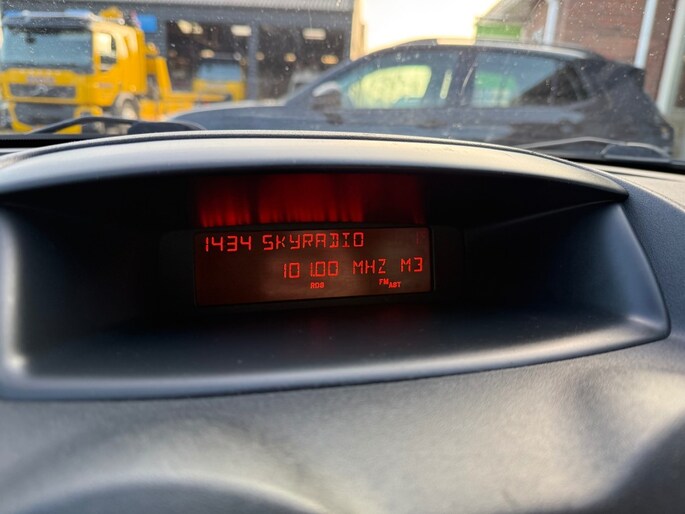 1434 SKYRADIO
101.00 MHZ M3
RDS FM AST